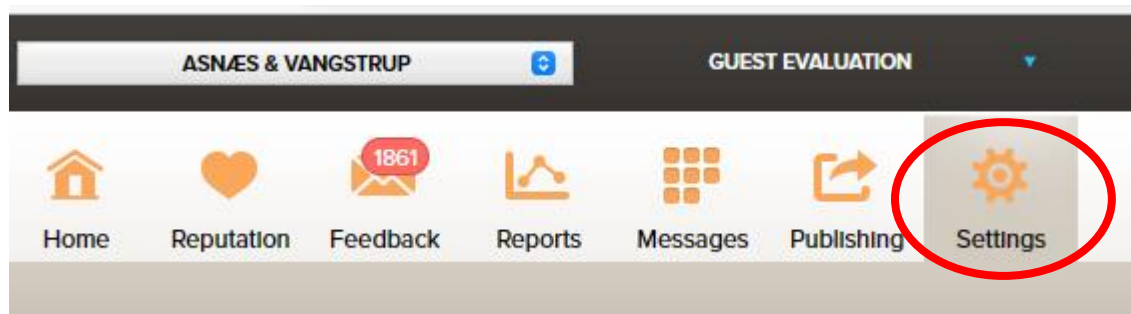 ASNÆS & VANGSTRUP GUEST EVALUATION
1861
Home Reputation Feedback Reports Messages Publishing Settings